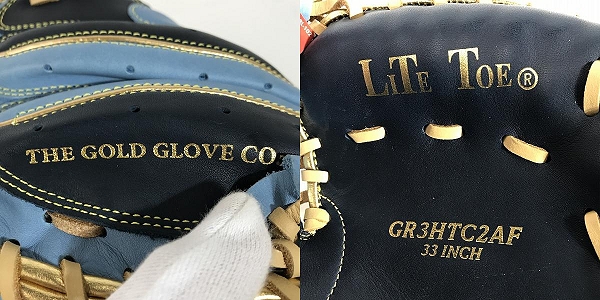 THE GOLD GLOVE CO.
LITE TOE®
GR3HTC2AF
33 INCH